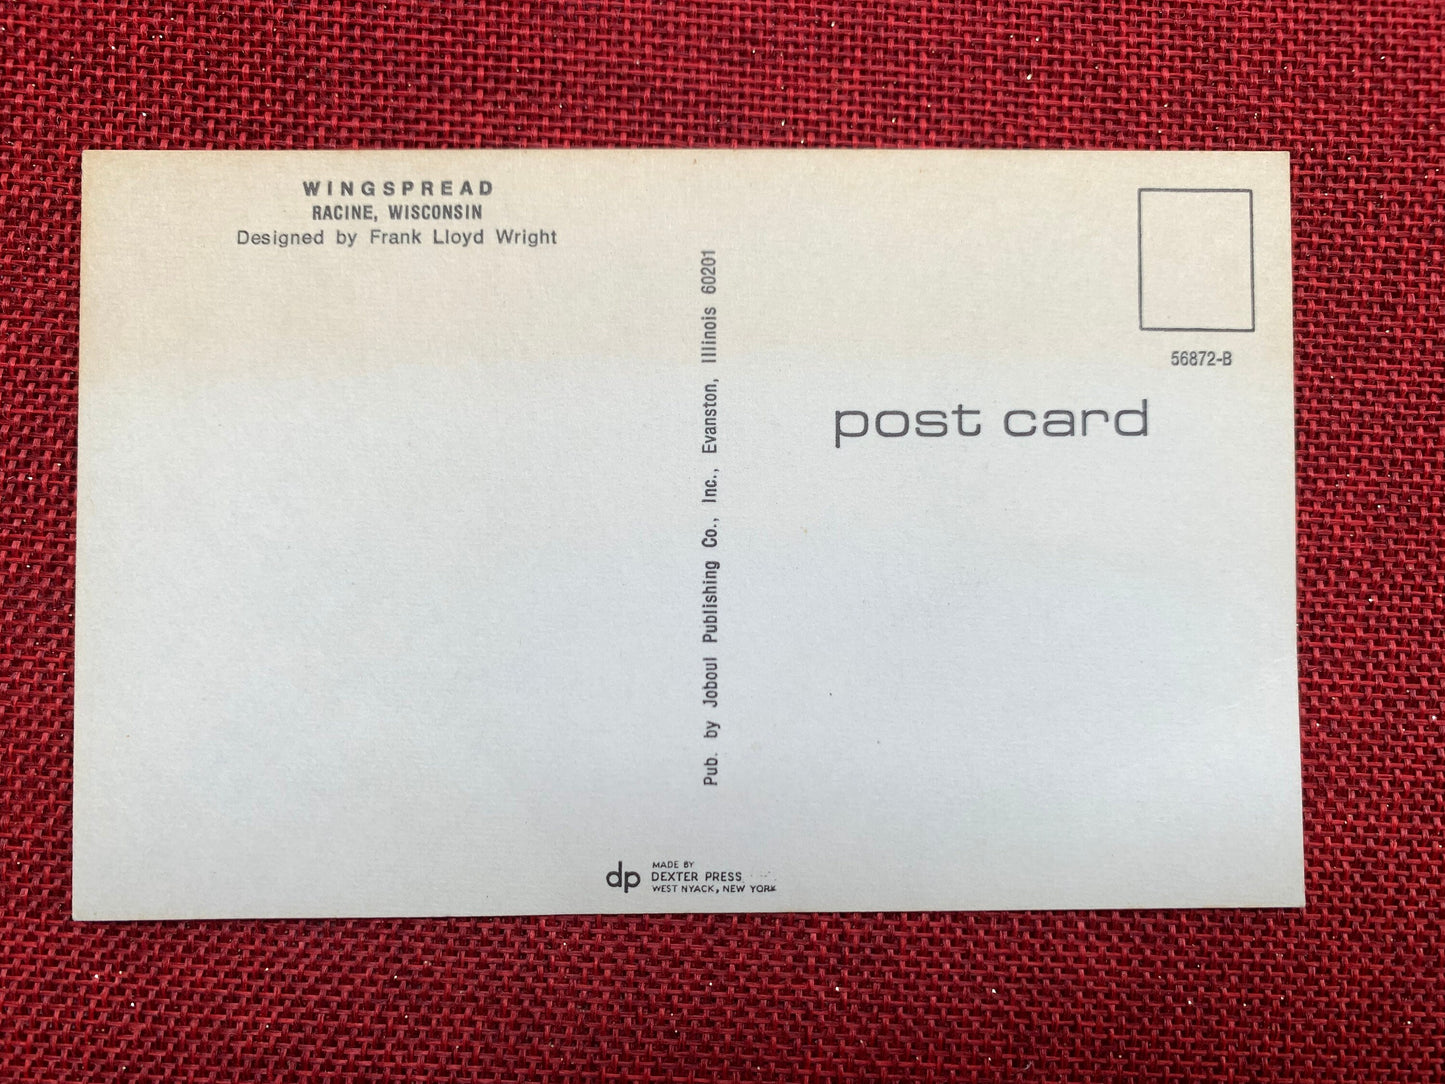 WINGSPREAD
RACINE, WISCONSIN
Designed by Frank Lloyd Wright
Pub. by Joboul Publishing Co., Inc., Evanston, Illinois 60201
56872-B
post card
dp
MADE BY
DEXTER PRESS
WEST NYACK, NEW YORK